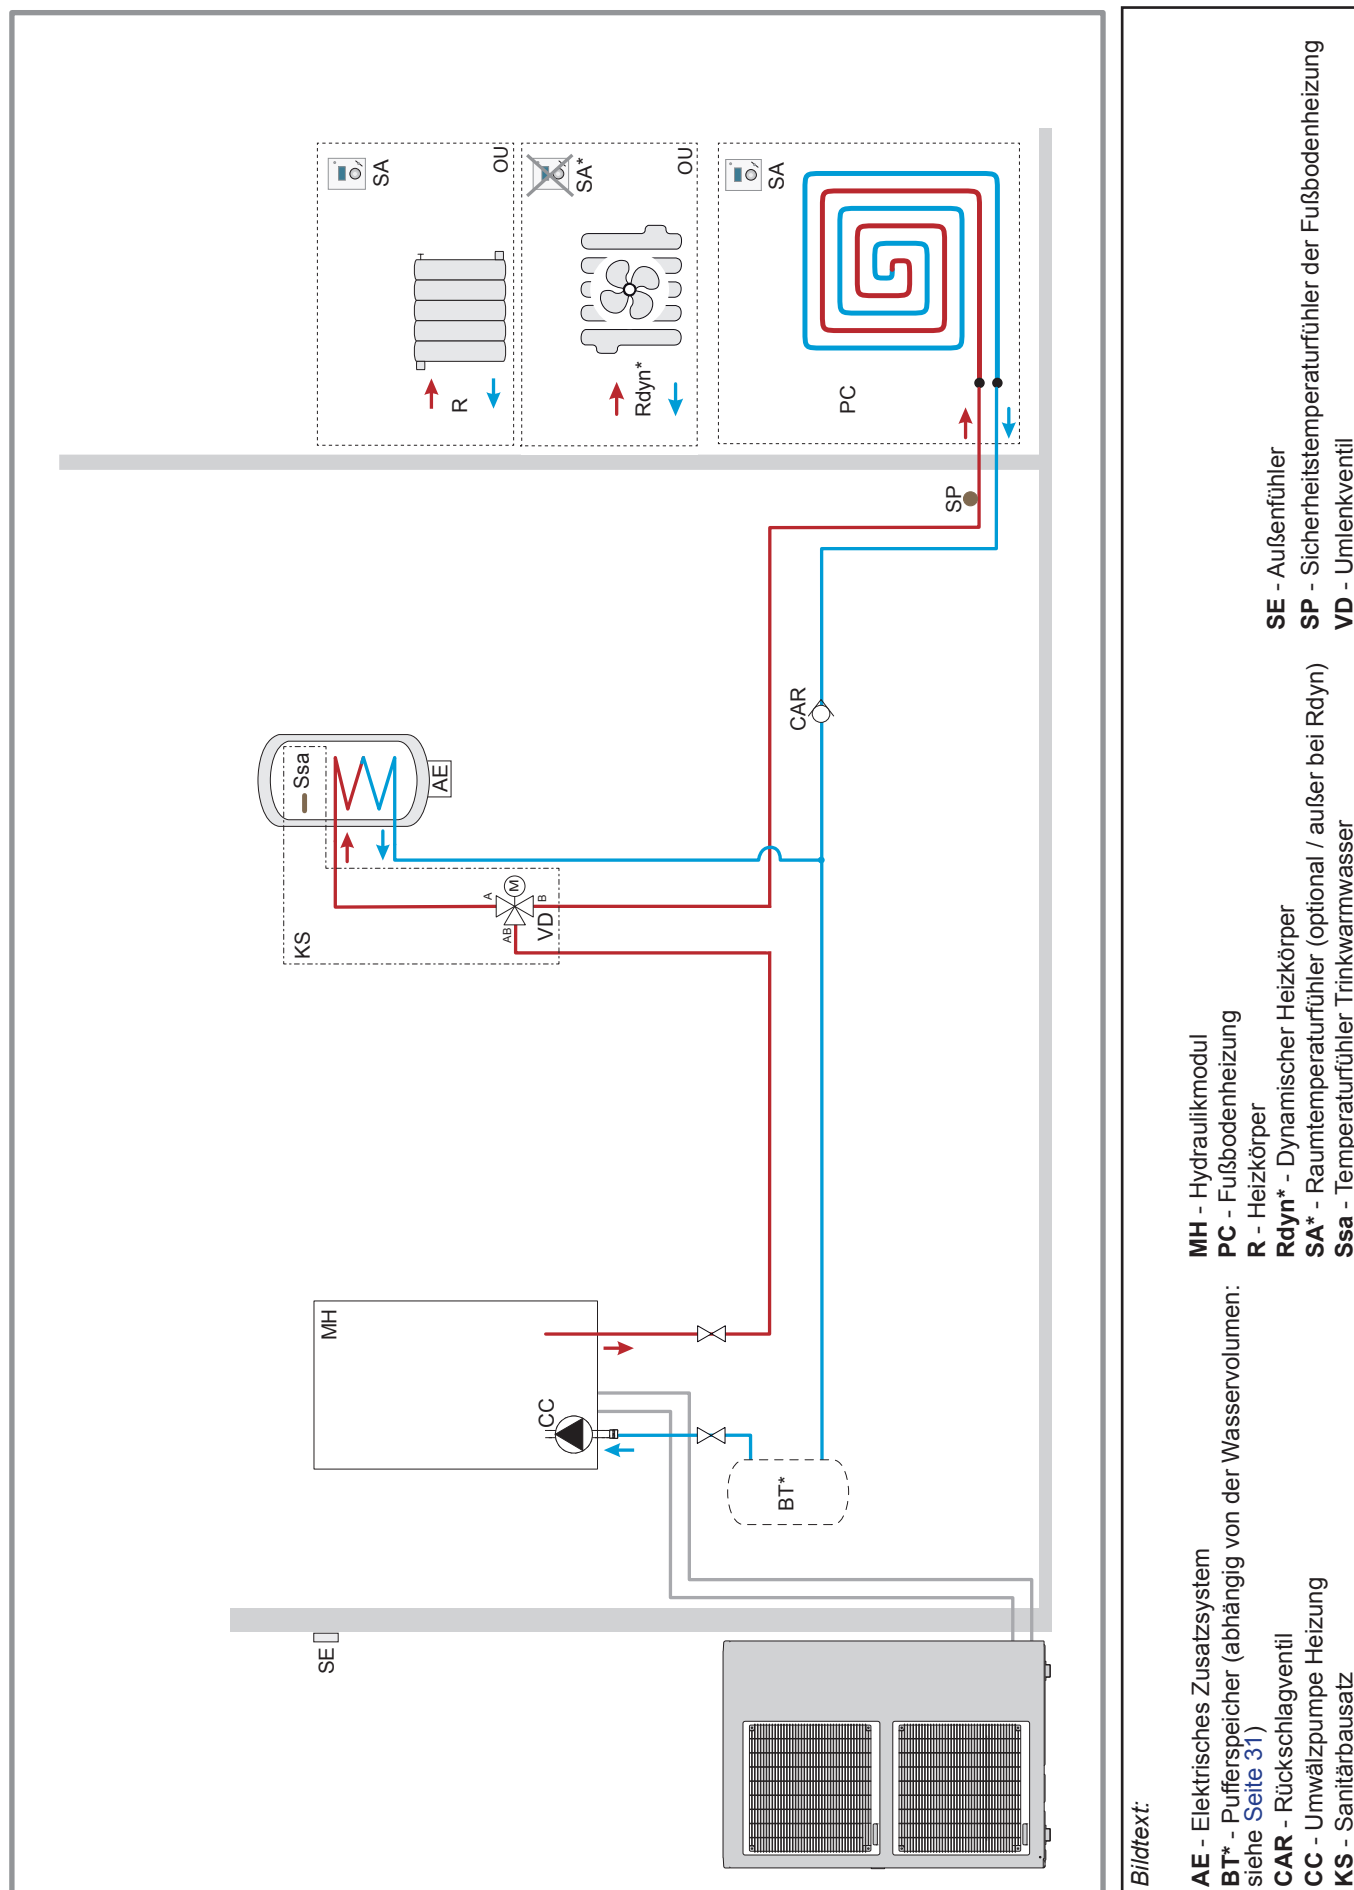 SE
MH
CC
BT*
KS
Ssa
AE
A
M
AB
B
VD
CAR
SP
R
SA
OU
Rdyn*
SA*
OU
PC
SA
Bildtext:
AE - Elektrisches Zusatzsystem
BT* - Pufferspeicher (abhängig von der Wasservolumen:
siehe Seite 31)
CAR - Rückschlagventil
CC - Umwälzpumpe Heizung
KS - Sanitärbausatz
MH - Hydraulikmodul
PC - Fußbodenheizung
R - Heizkörper
Rdyn* - Dynamischer Heizkörper
SA* - Raumtemperaturfühler (optional / außer bei Rdyn)
Ssa - Temperaturfühler Trinkwarmwasser
SE - Außenfühler
SP - Sicherheitstemperaturfühler der Fußbodenheizung
VD - Umlenkventil